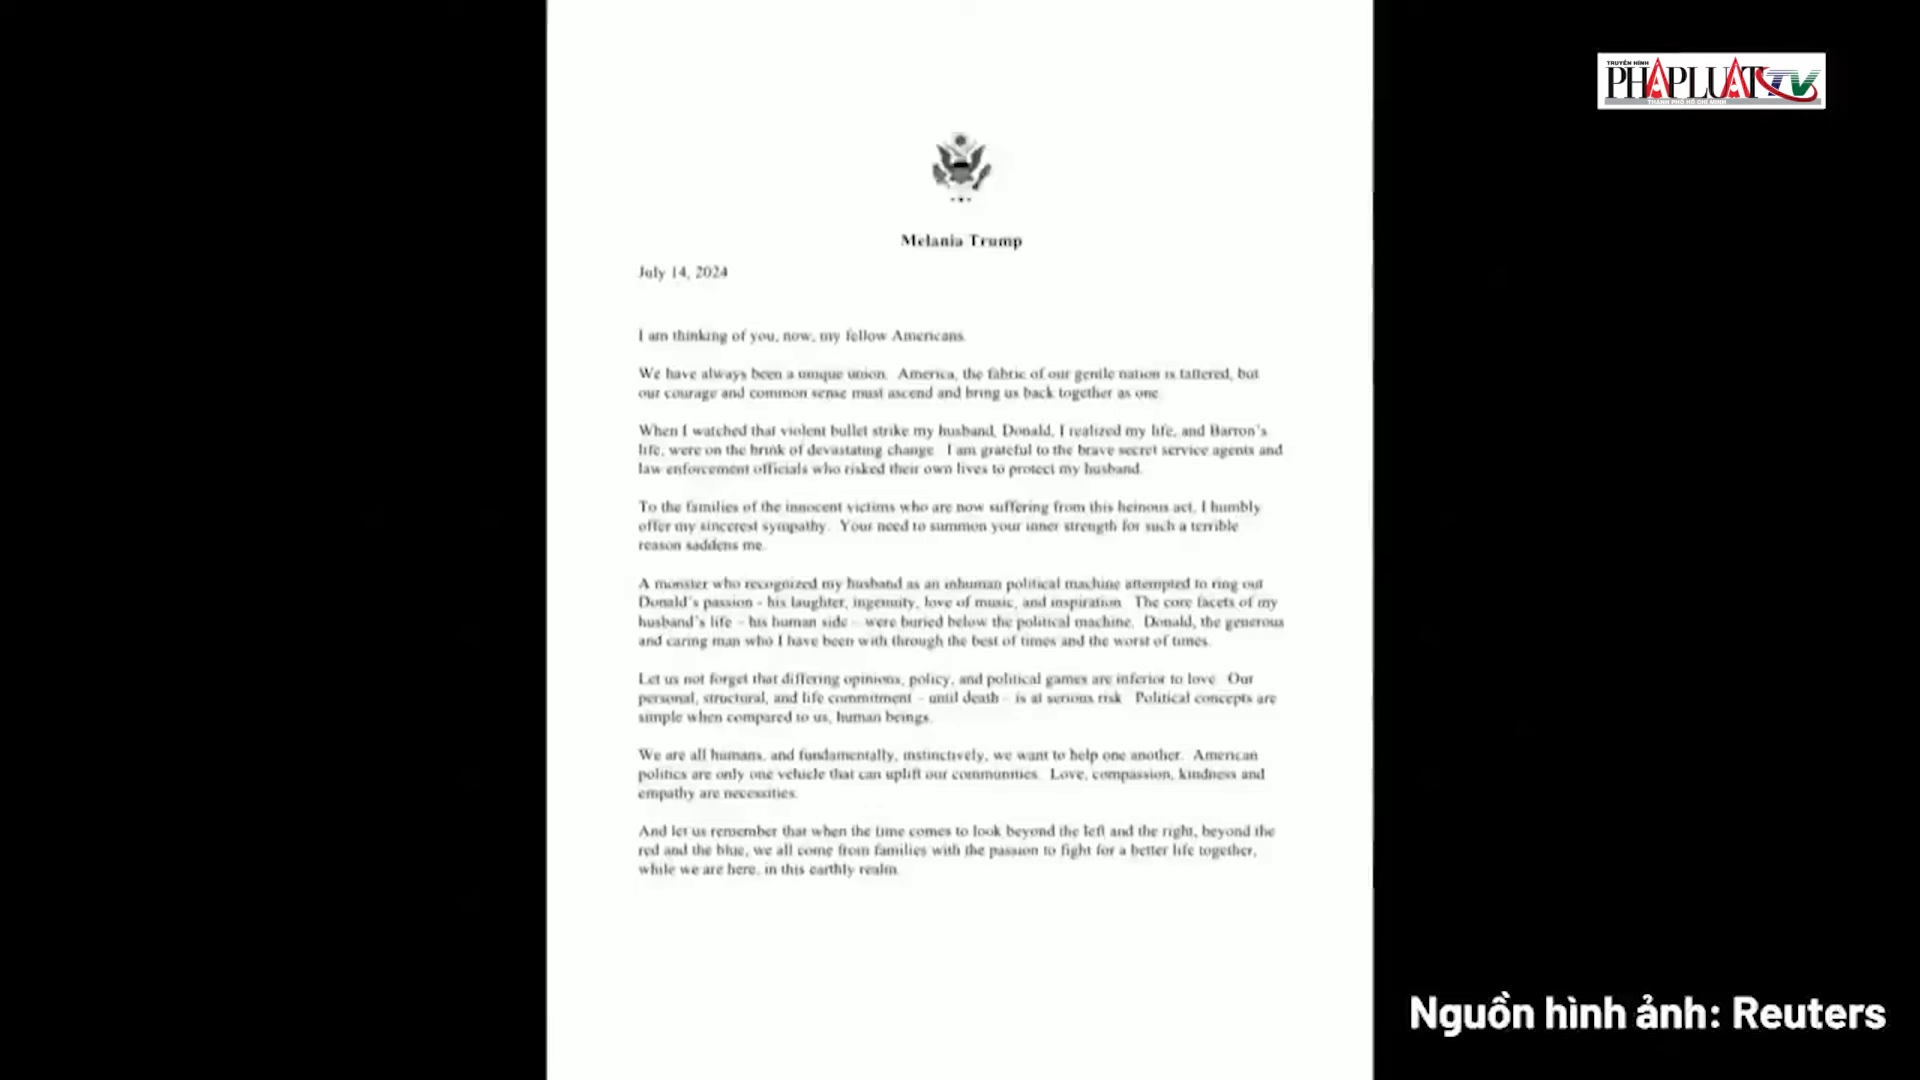 TRUYỀN HÌNH
PHÁPLUẬT TV
THÀNH PHỐ HỒ CHÍ MINH
Melania Trump
July 14, 2024
I am thinking of you, now, my fellow Americans.
We have always been a unique union. America, the fabric of our gentle nation is tattered, but
our courage and common sense must ascend and bring us back together as one.
When I watched that violent bullet strike my husband, Donald, I realized my life, and Barron's
life, were on the brink of devastating change. I am grateful to the brave secret service agents and
law enforcement officials who risked their own lives to protect my husband.
To the families of the innocent victims who are now suffering from this heinous act, I humbly
offer my sincerest sympathy. Your need to summon your inner strength for such a terrible
reason saddens me.
A monster who recognized my husband as an inhuman political machine attempted to ring out
Donald's passion - his laughter, ingenuity, love of music, and inspiration. The core facets of my
husband's life – his human side – were buried below the political machine. Donald, the generous
and caring man who I have been with through the best of times and the worst of times.
Let us not forget that differing opinions, policy, and political games are inferior to love. Our
personal, structural, and life commitment – until death – is at serious risk. Political concepts are
simple when compared to us, human beings.
We are all humans, and fundamentally, instinctively, we want to help one another. American
politics are only one vehicle that can uplift our communities. Love, compassion, kindness and
empathy are necessities.
And let us remember that when the time comes to look beyond the left and the right, beyond the
red and the blue, we all come from families with the passion to fight for a better life together,
while we are here, in this earthly realm.
Nguồn hình ảnh: Reuters